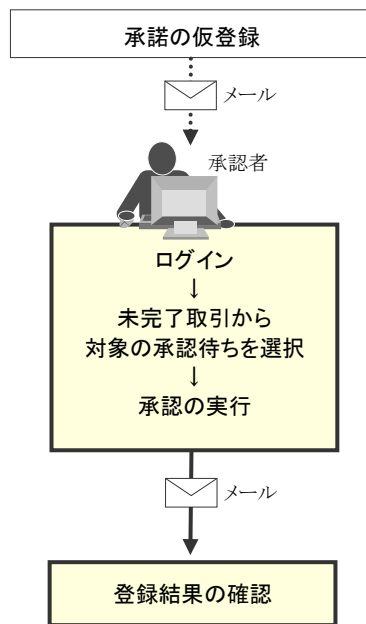 承諾の仮登録
メール
承認者
ログイン
↓
未完了取引から
対象の承認待ちを選択
↓
承認の実行
メール
登録結果の確認